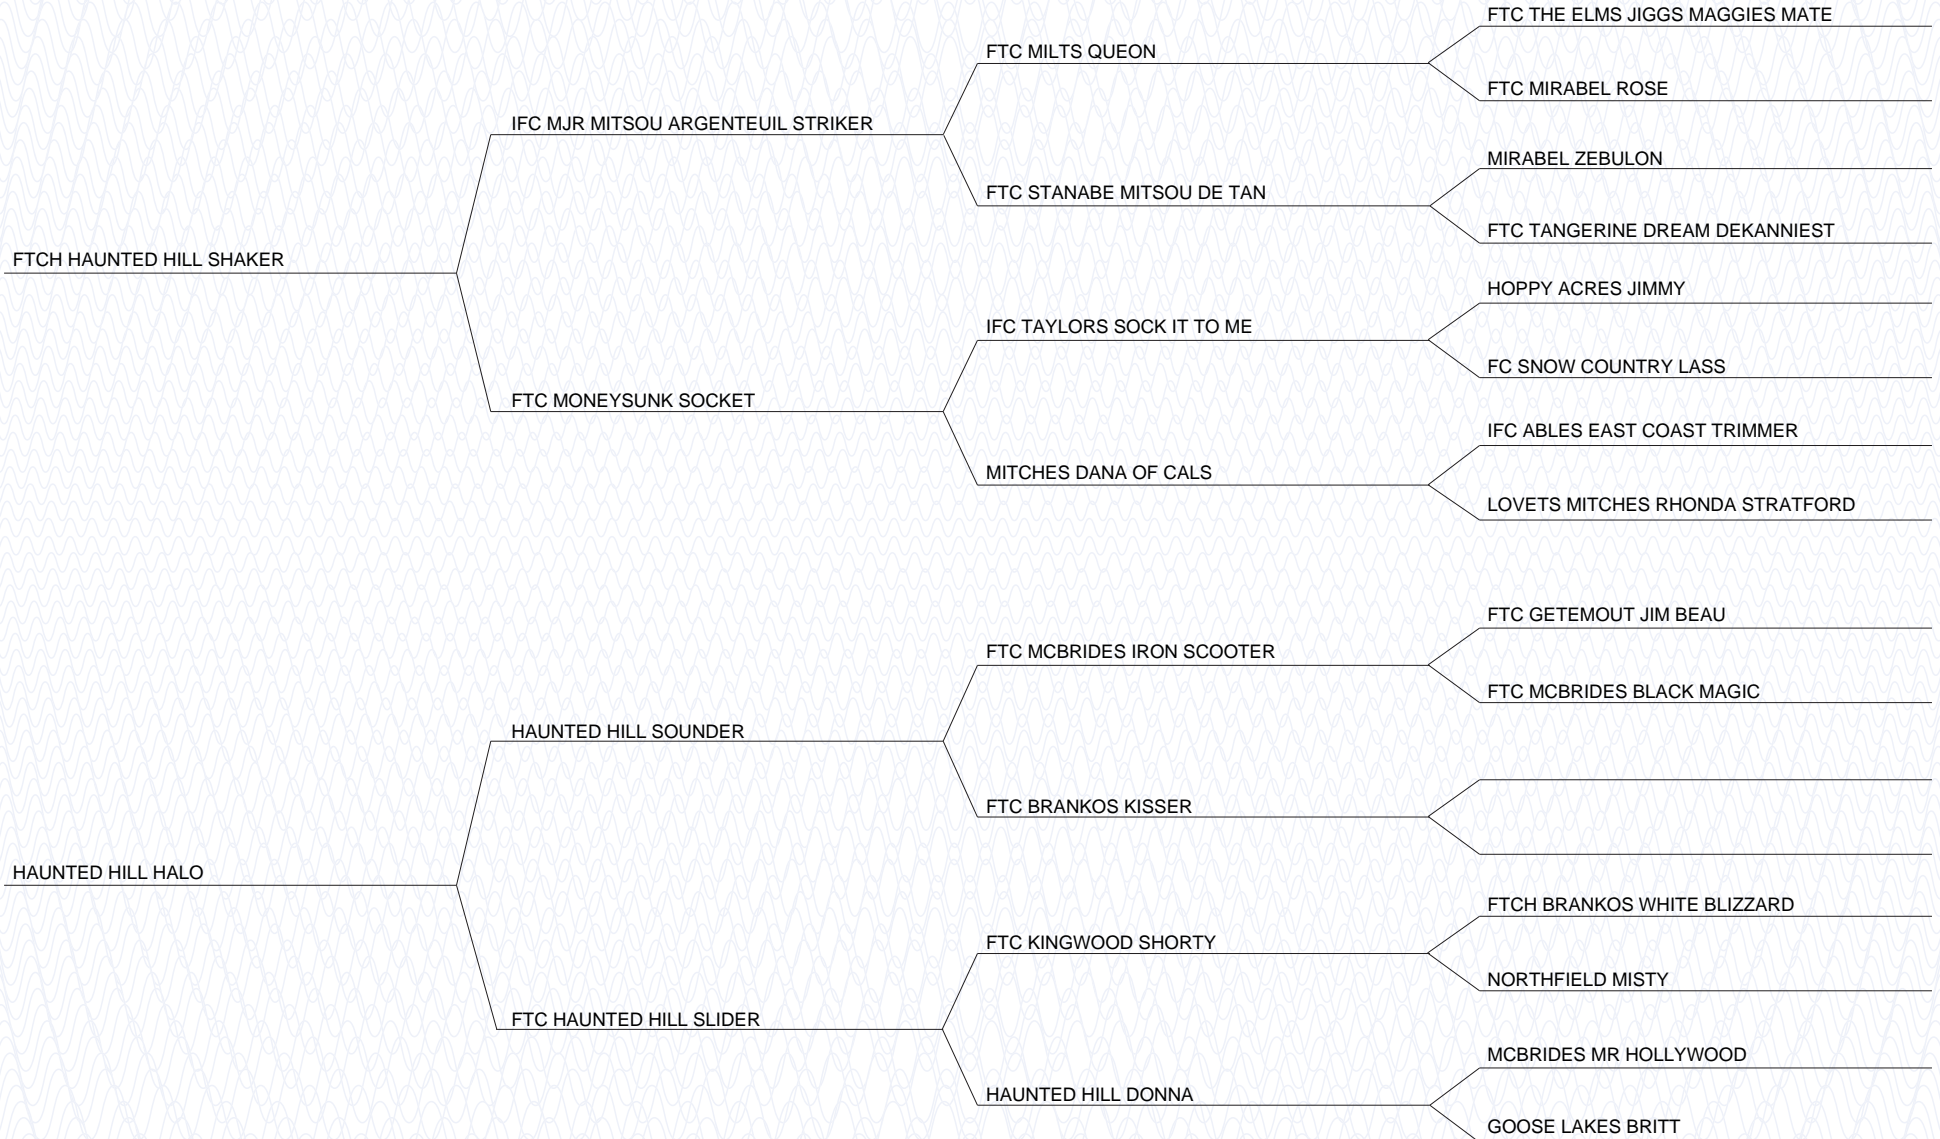 FTC THE ELMS JIGGS MAGGIES MATE
FTC MILTS QUEON
FTC MIRABEL ROSE
IFC MJR MITSOU ARGENTEUIL STRIKER
MIRABEL ZEBULON
FTC STANABE MITSOU DE TAN
FTC TANGERINE DREAM DEKANNIEST
FTCH HAUNTED HILL SHAKER
HOPPY ACRES JIMMY
IFC TAYLORS SOCK IT TO ME
FC SNOW COUNTRY LASS
FTC MONEYSUNK SOCKET
IFC ABLES EAST COAST TRIMMER
MITCHES DANA OF CALS
LOVETS MITCHES RHONDA STRATFORD
FTC GETEMOUT JIM BEAU
FTC MCBRIDES IRON SCOOTER
FTC MCBRIDES BLACK MAGIC
HAUNTED HILL SOUNDER
FTC BRANKOS KISSER
HAUNTED HILL HALO
FTCH BRANKOS WHITE BLIZZARD
FTC KINGWOOD SHORTY
NORTHFIELD MISTY
FTC HAUNTED HILL SLIDER
MCBRIDES MR HOLLYWOOD
HAUNTED HILL DONNA
GOOSE LAKES BRITT